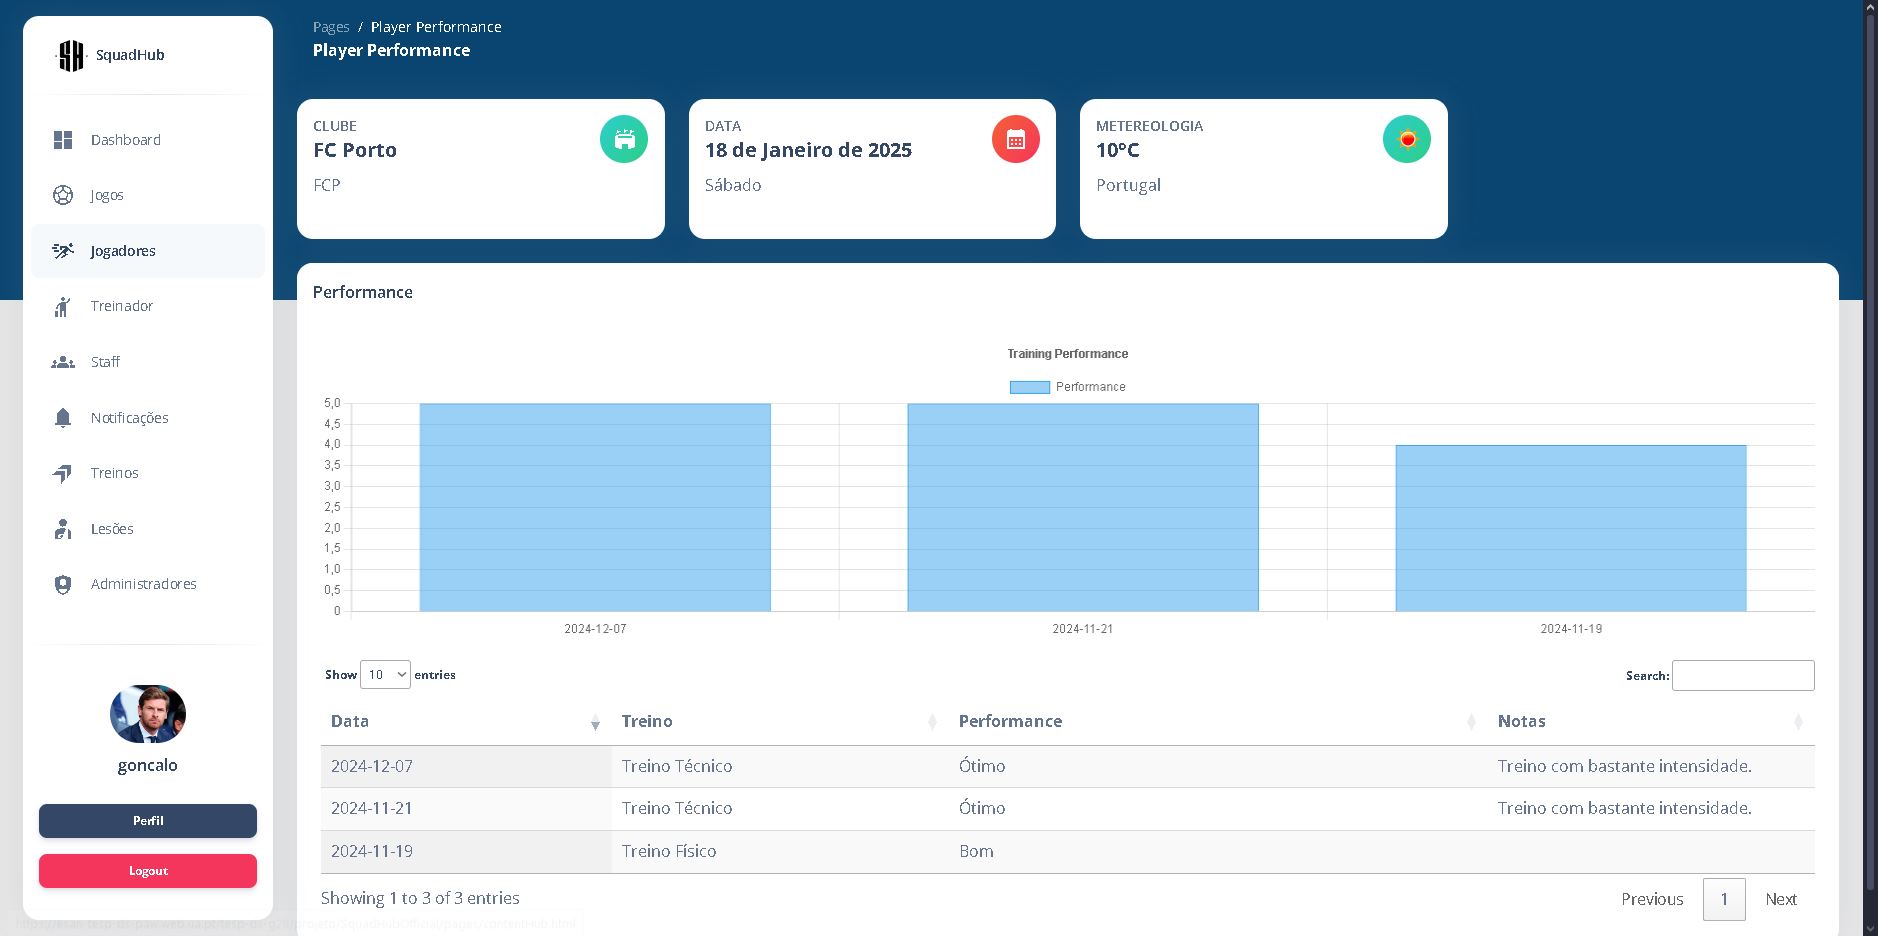 SquadHub
Dashboard
Jogos
Jogadores
Treinador
Staff
Notificações
Treinos
Lesões
Administradores
goncalo
Perfil
Logout
Pages / Player Performance
Player Performance
CLUBE
FC Porto
FCP
DATA
18 de Janeiro de 2025
Sábado
METEREOLOGIA
10°C
Portugal
Performance
Training Performance
Performance
5,0
4,5
4,0
3,5
3,0
2,5
2,0
1,5
1,0
0,5
0
2024-12-07 2024-11-21 2024-11-19
Show 10 entries Search:
Data Treino Performance Notas
2024-12-07 Treino Técnico Ótimo Treino com bastante intensidade.
2024-11-21 Treino Técnico Ótimo Treino com bastante intensidade.
2024-11-19 Treino Físico Bom
Showing 1 to 3 of 3 entries Previous 1 Next